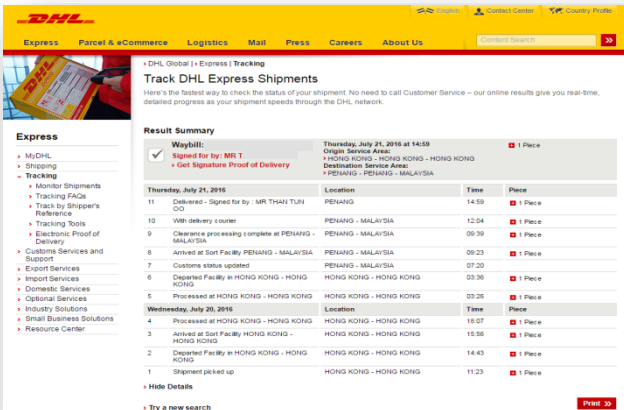 DHL
English Contact Center Country Profile
Express Parcel & eCommerce Logistics Mail Press Careers About Us
Content Search
DHL Global | Express | Tracking
Track DHL Express Shipments
Here's the fastest way to check the status of your shipment. No need to call Customer Service – our online results give you real-time,
detailed progress as your shipment speeds through the DHL network.
Express
MyDHL
Shipping
Tracking
Monitor Shipments
Tracking FAQs
Track by Shipper's
Reference
Tracking Tools
Electronic Proof of
Delivery
Customs Services and
Support
Export Services
Import Services
Domestic Services
Optional Services
Industry Solutions
Small Business Solutions
Resource Center
Result Summary
Waybill:
Signed for by: MR T
Get Signature Proof of Delivery
Thursday, July 21, 2016 at 14:59
Origin Service Area:
HONG KONG - HONG KONG - HONG KONG
Destination Service Area:
PENANG - PENANG - MALAYSIA
1 Piece
Thursday, July 21, 2016 Location Time Piece
11 Delivered - Signed for by : MR THAN TUN
OO PENANG 14:59 1 Piece
10 With delivery courier PENANG - MALAYSIA 12:04 1 Piece
9 Clearance processing complete at PENANG -
MALAYSIA PENANG - MALAYSIA 09:39 1 Piece
8 Arrived at Sort Facility PENANG - MALAYSIA PENANG - MALAYSIA 09:23 1 Piece
7 Customs status updated PENANG - MALAYSIA 07:20
6 Departed Facility in HONG KONG - HONG
KONG HONG KONG - HONG KONG 03:36 1 Piece
5 Processed at HONG KONG - HONG KONG HONG KONG - HONG KONG 03:26 1 Piece
Wednesday, July 20, 2016 Location Time Piece
4 Processed at HONG KONG - HONG KONG HONG KONG - HONG KONG 18:07 1 Piece
3 Arrived at Sort Facility HONG KONG -
HONG KONG HONG KONG - HONG KONG 15:56 1 Piece
2 Departed Facility in HONG KONG - HONG
KONG HONG KONG - HONG KONG 14:43 1 Piece
1 Shipment picked up HONG KONG - HONG KONG 11:23 1 Piece
Hide Details
Try a new search
Print